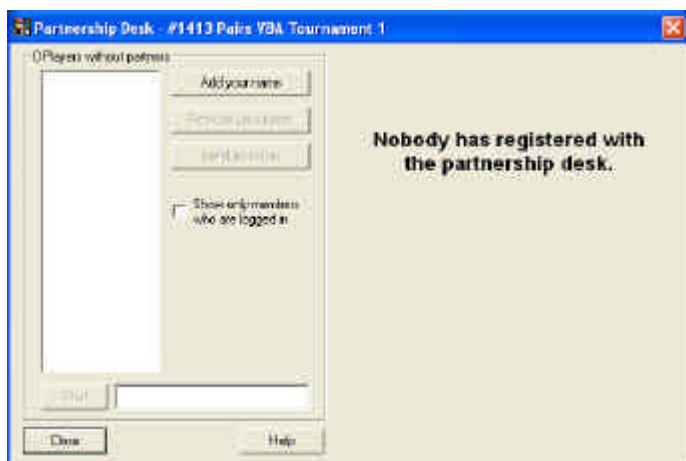 Partnership Desk - #1413 Pairs VBA Tournament 1
0 Players without partners
Add your name
Remove your name
Send invitation
Show only members
who are logged in
Nobody has registered with
the partnership desk.
Chat
Close
Help